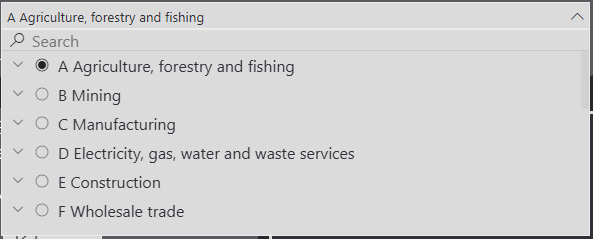 A Agriculture, forestry and fishing
Search
A Agriculture, forestry and fishing
B Mining
C Manufacturing
D Electricity, gas, water and waste services
E Construction
F Wholesale trade